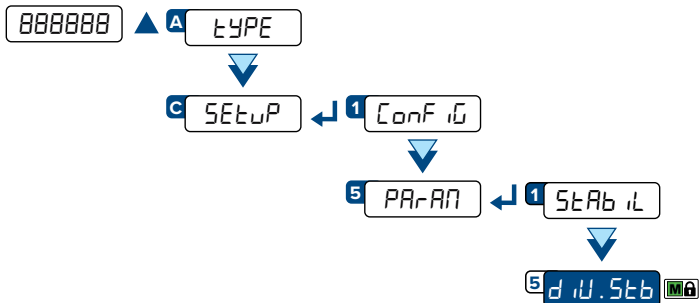 888888 A tYPE
C SEtuP 1 ConFiG
5 PArAM 1 StAbiL
5 diU.Stb M